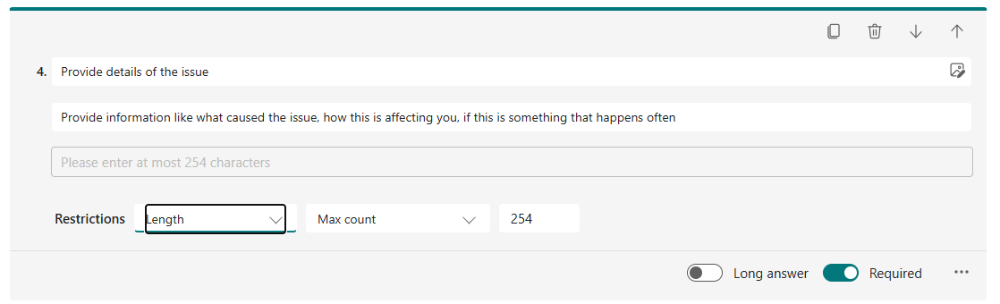 4. Provide details of the issue
Provide information like what caused the issue, how this is affecting you, if this is something that happens often
Please enter at most 254 characters
Restrictions Length Max count 254
Long answer Required